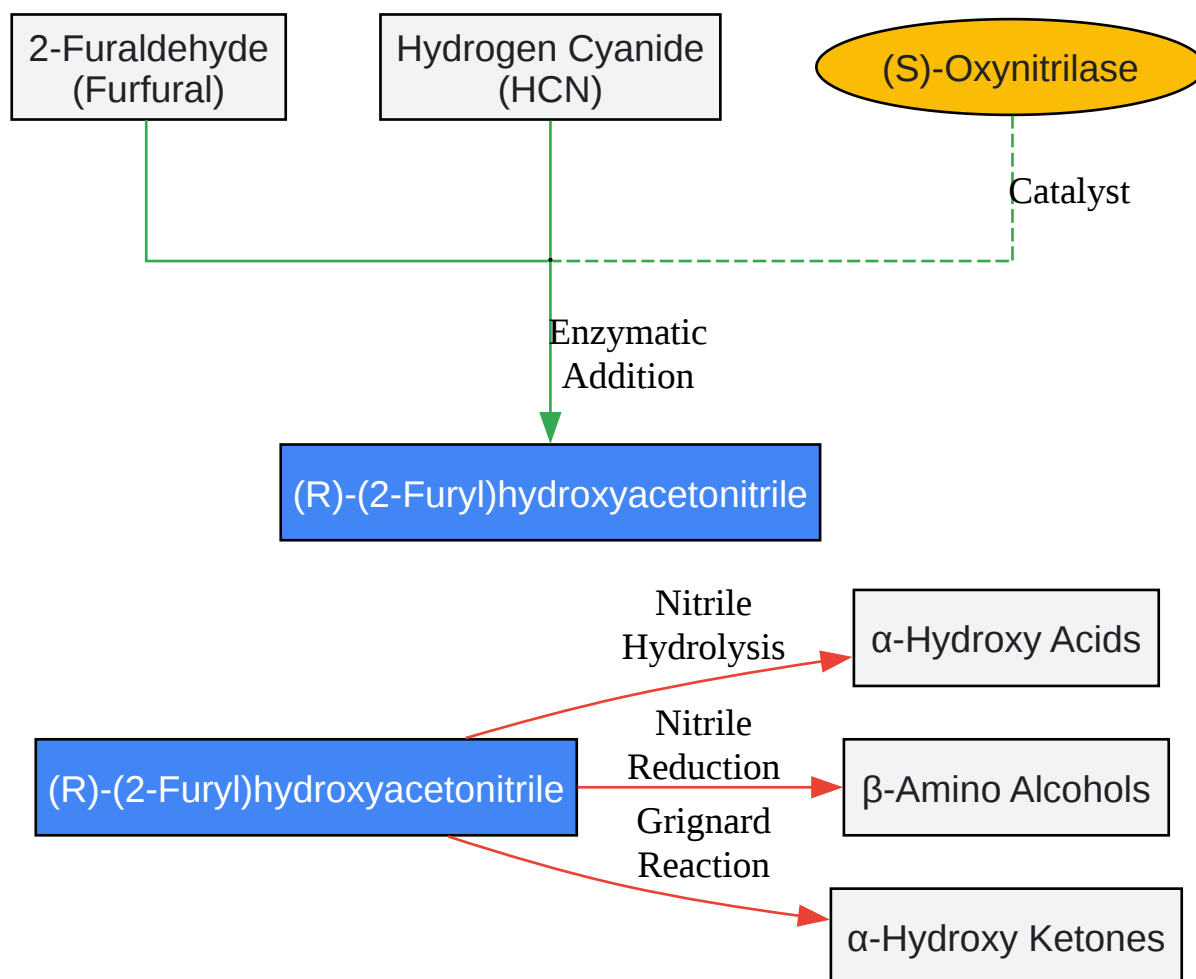 2-Furaldehyde
(Furfural)
Hydrogen Cyanide
(HCN)
(S)-Oxynitrilase
Catalyst
Enzymatic
Addition
(R)-(2-Furyl)hydroxyacetonitrile
Nitrile
Hydrolysis
α-Hydroxy Acids
(R)-(2-Furyl)hydroxyacetonitrile
Nitrile
Reduction
β-Amino Alcohols
Grignard
Reaction
α-Hydroxy Ketones